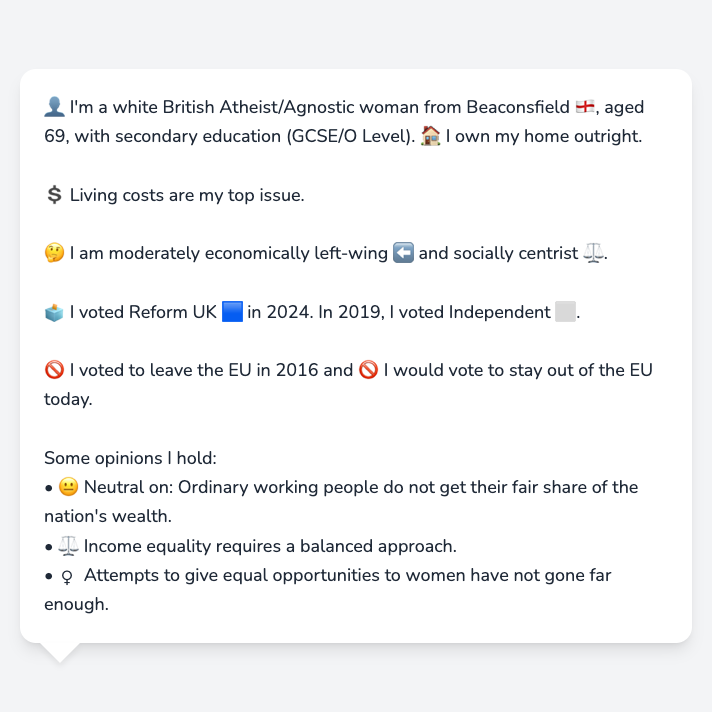 👤 I'm a white British Atheist/Agnostic woman from Beaconsfield 🏴󠁧󠁢󠁥󠁮󠁧󠁿, aged
69, with secondary education (GCSE/O Level). 🏠 I own my home outright.
💲 Living costs are my top issue.
🤔 I am moderately economically left-wing ⬅️ and socially centrist ⚖️.
🗳️ I voted Reform UK 🟦 in 2024. In 2019, I voted Independent ⬜.
🚫 I voted to leave the EU in 2016 and 🚫 I would vote to stay out of the EU
today.
Some opinions I hold:
• 😐 Neutral on: Ordinary working people do not get their fair share of the
nation's wealth.
• ⚖️ Income equality requires a balanced approach.
• ♀ Attempts to give equal opportunities to women have not gone far
enough.